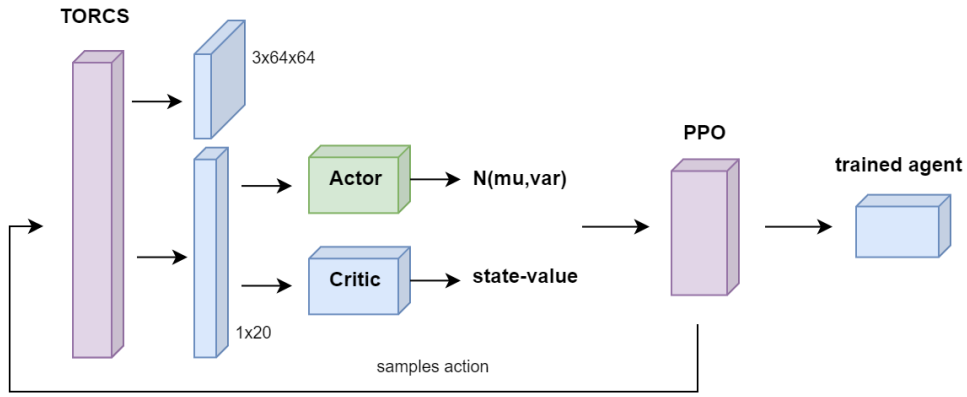 TORCS
3x64x64
PPO
trained agent
Actor
N(mu,var)
Critic
state-value
1x20
samples action